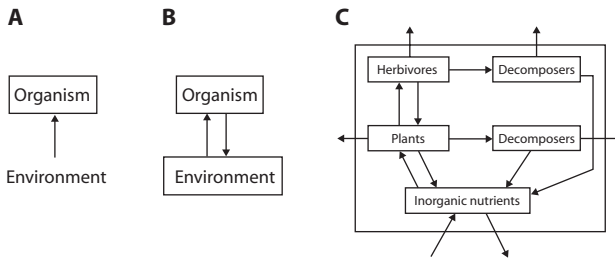 A
B
C
Organism
Environment
Organism
Environment
Herbivores
Decomposers
Plants
Decomposers
Inorganic nutrients